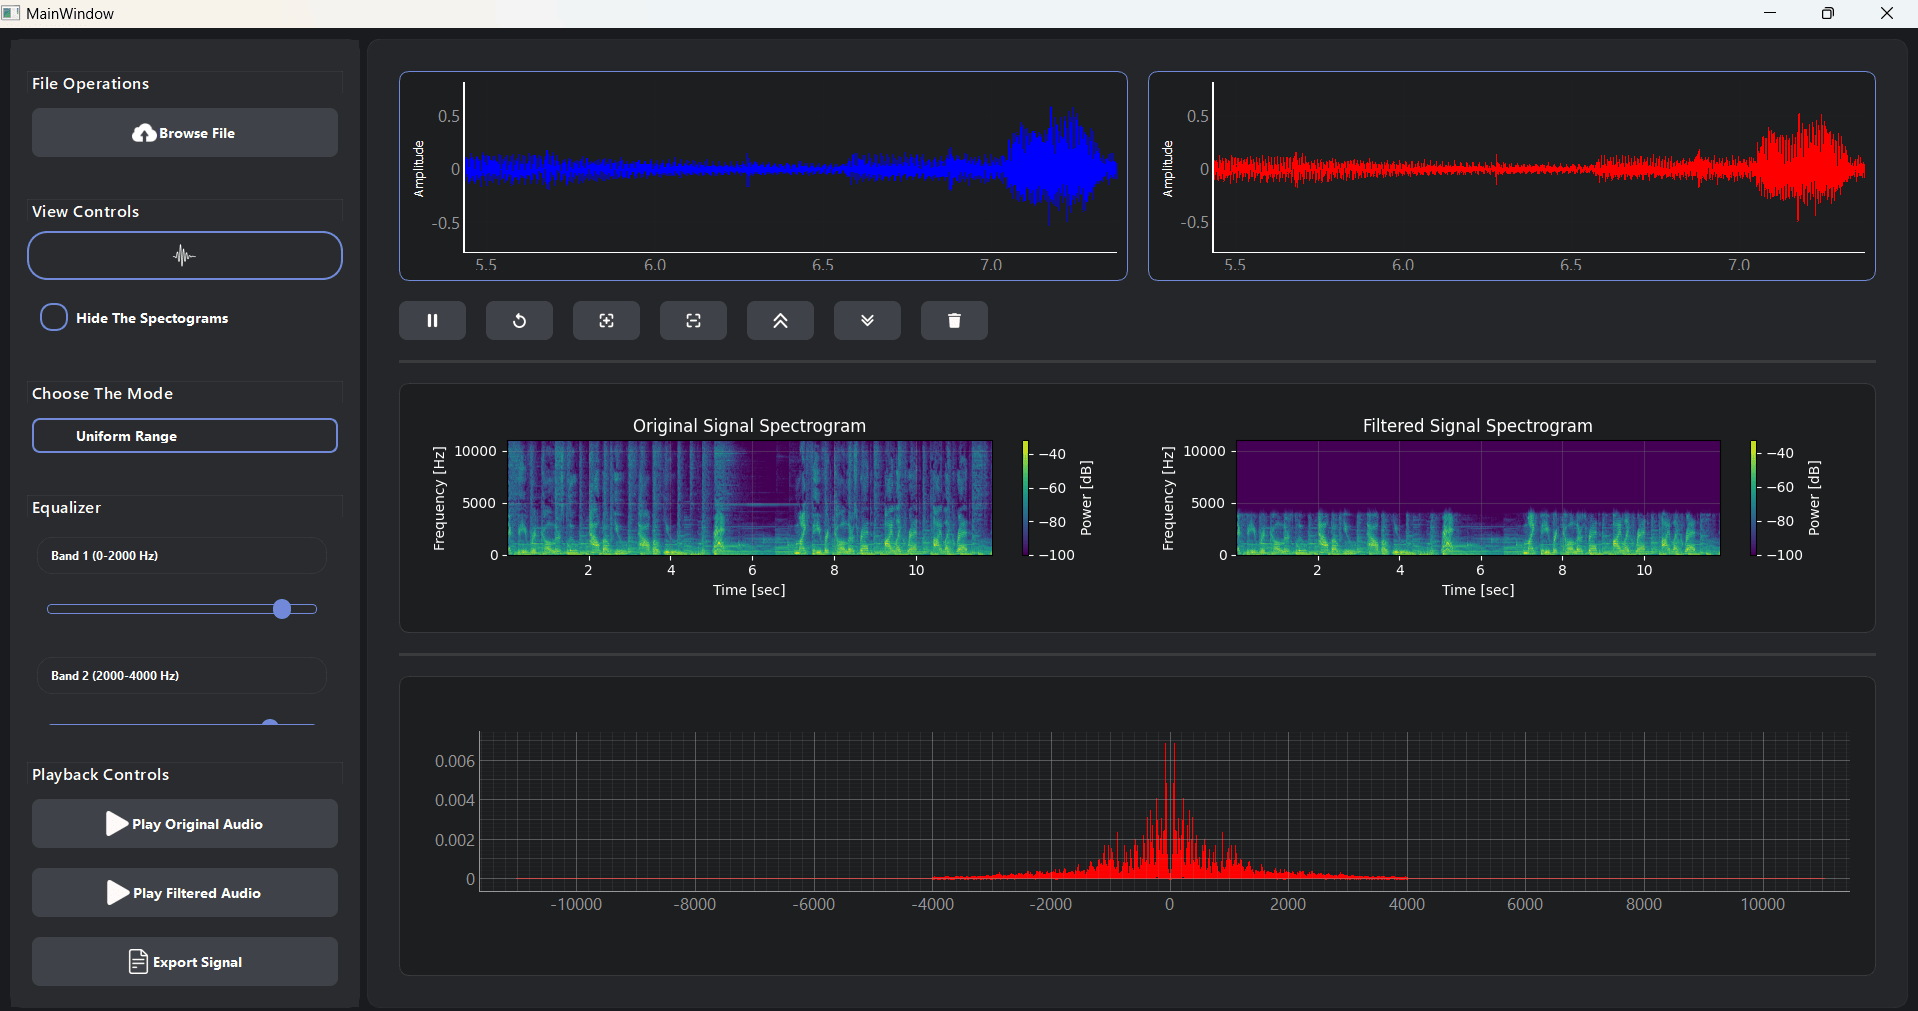 MainWindow
File Operations
Browse File
View Controls
Hide The Spectograms
Choose The Mode
Uniform Range
Equalizer
Band 1 (0-2000 Hz)
Band 2 (2000-4000 Hz)
Playback Controls
Play Original Audio
Play Filtered Audio
Export Signal
Amplitude
0.5
0
-0.5
5.5 6.0 6.5 7.0
Amplitude
0.5
0
-0.5
5.5 6.0 6.5 7.0
Original Signal Spectrogram
Frequency [Hz]
10000
5000
0
2 4 6 8 10
Time [sec]
−40
−60
−80
−100
Power [dB]
Filtered Signal Spectrogram
Frequency [Hz]
10000
5000
0
2 4 6 8 10
Time [sec]
−40
−60
−80
−100
Power [dB]
0.006
0.004
0.002
0
-10000 -8000 -6000 -4000 -2000 0 2000 4000 6000 8000 10000